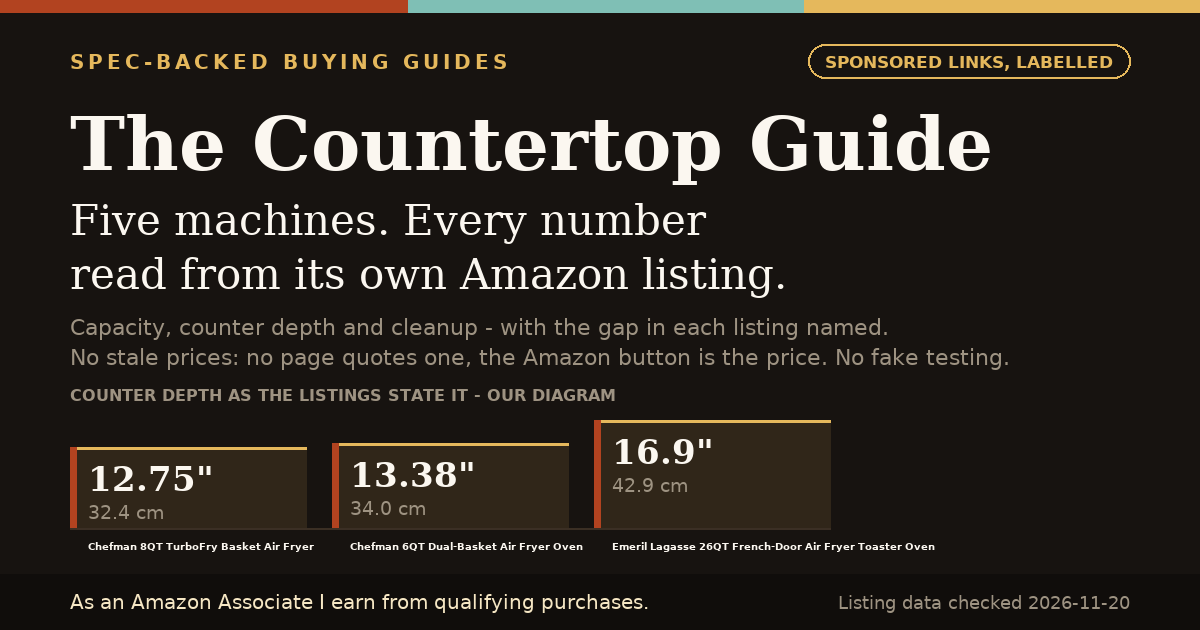 SPEC-BACKED BUYING GUIDES
SPONSORED LINKS, LABELLED
The Countertop Guide
Five machines. Every number
read from its own Amazon listing.
Capacity, counter depth and cleanup - with the gap in each listing named.
No stale prices: no page quotes one, the Amazon button is the price. No fake testing.
COUNTER DEPTH AS THE LISTINGS STATE IT - OUR DIAGRAM
12.75"
32.4 cm
Chefman 8QT TurboFry Basket Air Fryer
13.38"
34.0 cm
Chefman 6QT Dual-Basket Air Fryer Oven
16.9"
42.9 cm
Emeril Lagasse 26QT French-Door Air Fryer Toaster Oven
As an Amazon Associate I earn from qualifying purchases.
Listing data checked 2026-11-20